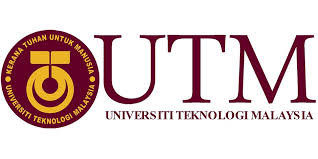 KERANA TUHAN UNTUK MANUSIA
UNIVERSITI TEKNOLOGI MALAYSIA
UTM
UNIVERSITI TEKNOLOGI MALAYSIA